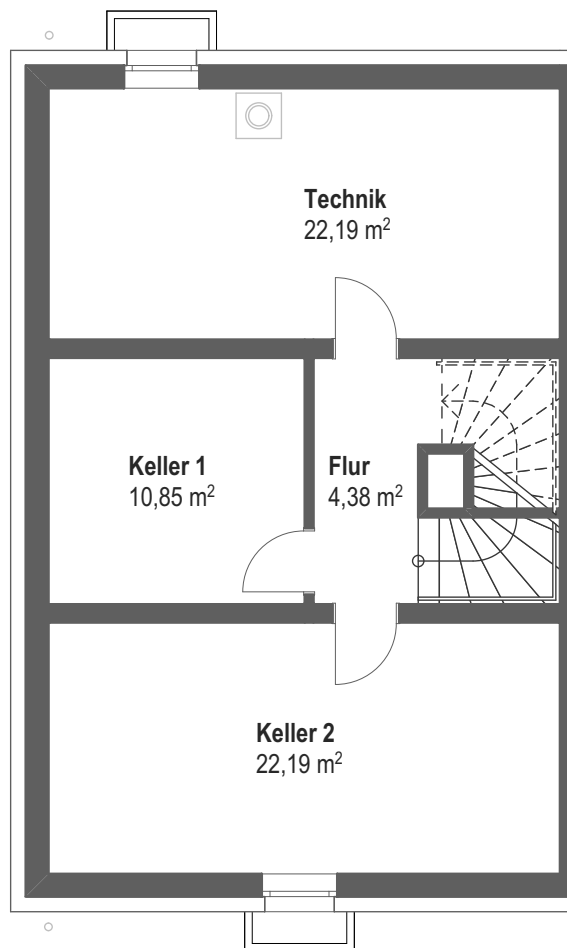 Technik
22,19 m²
Keller 1
10,85 m²
Flur
4,38 m²
Keller 2
22,19 m²